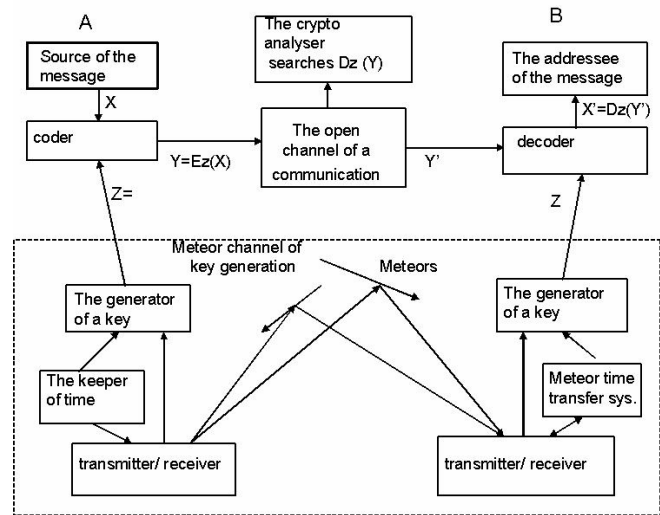 A
B
Source of the
message
The crypto
analyser
searches Dz (Y)
The addressee
of the message
X
X'=Dz(Y')
coder
Y=Ez(X)
The open
channel of a
communication
Y'
decoder
Z=
Z
Meteor channel of
key generation
Meteors
The generator
of a key
The generator
of a key
The keeper
of time
Meteor time
transfer sys.
transmitter/ receiver
transmitter/ receiver